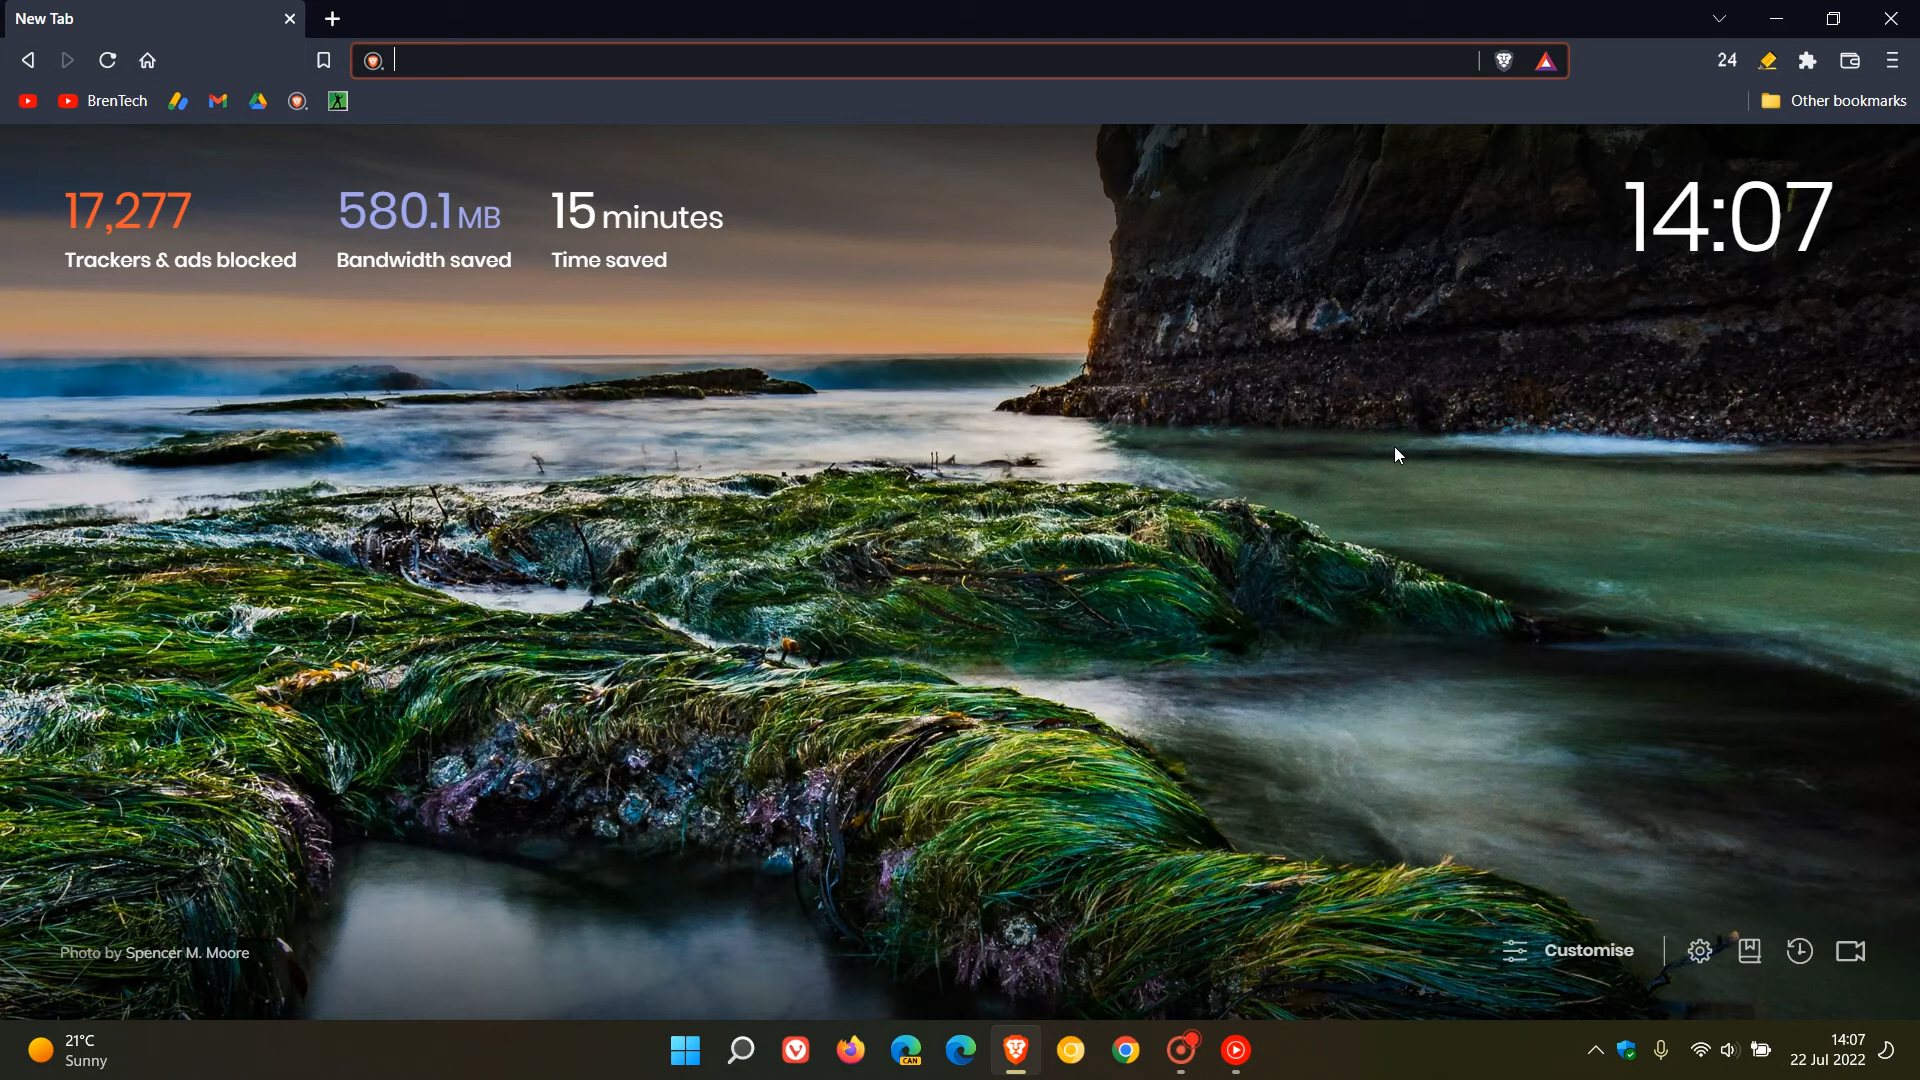 New Tab
24
BrenTech
Other bookmarks
17,277
Trackers & ads blocked
580.1 MB
Bandwidth saved
15 minutes
Time saved
14:07
Photo by Spencer M. Moore
Customise
21°C
Sunny
CAN
14:07
22 Jul 2022